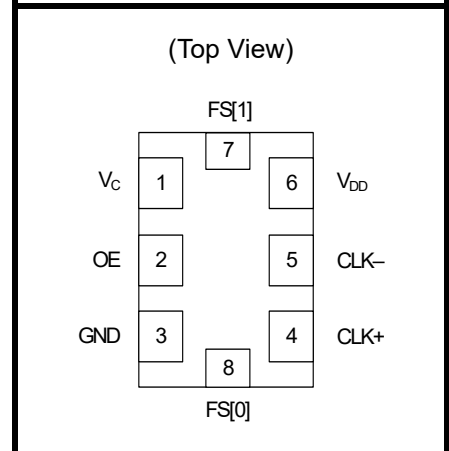 (Top View)
FS[1]
7
VC 1 6 VDD
OE 2 5 CLK–
GND 3 4 CLK+
8
FS[0]